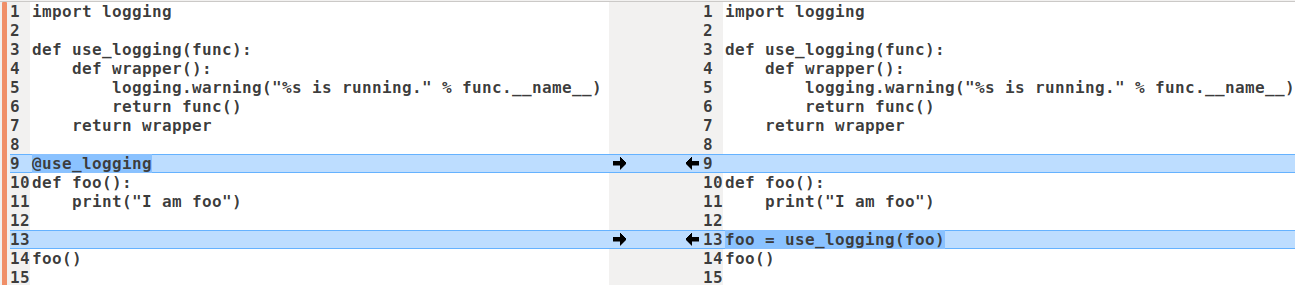 1 import logging
2
3 def use_logging(func):
4     def wrapper():
5         logging.warning("%s is running." % func.__name__)
6         return func()
7     return wrapper
8
9 @use_logging
10 def foo():
11     print("I am foo")
12
13
14 foo()
15
1 import logging
2
3 def use_logging(func):
4     def wrapper():
5         logging.warning("%s is running." % func.__name__)
6         return func()
7     return wrapper
8
9
10 def foo():
11     print("I am foo")
12
13 foo = use_logging(foo)
14 foo()
15